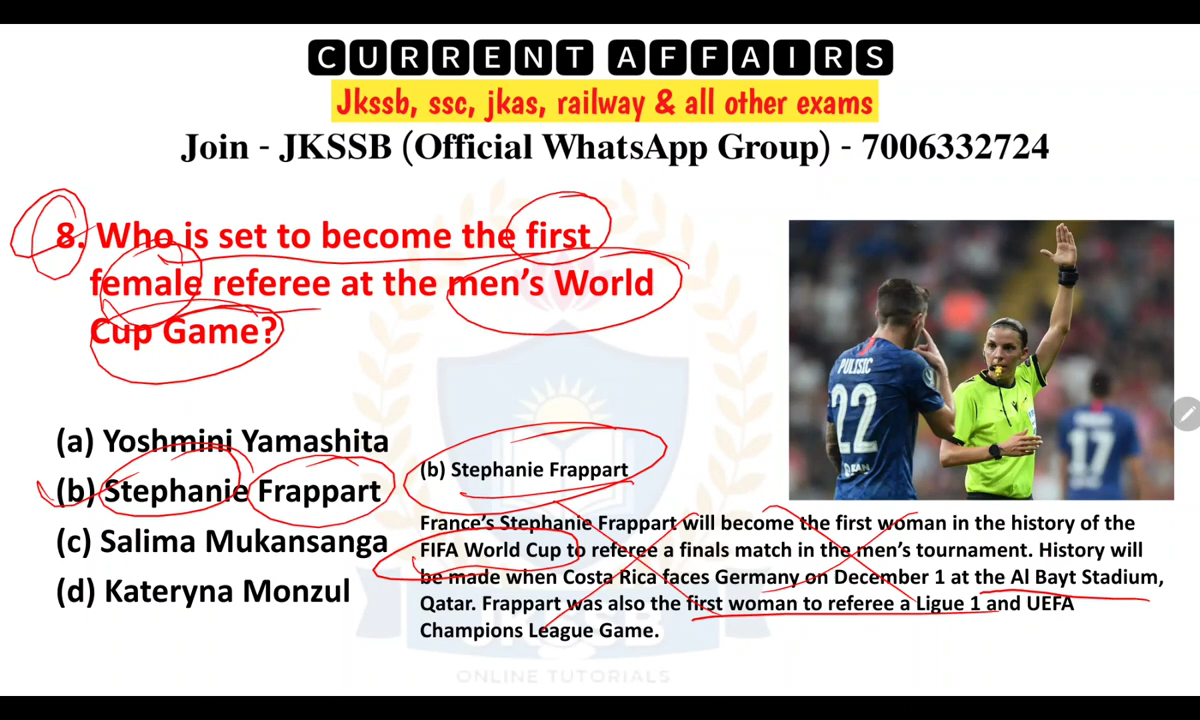 CURRENT AFFAIRS
Jkssb, ssc, jkas, railway & all other exams
Join - JKSSB (Official WhatsApp Group) - 7006332724
8. Who is set to become the first
female referee at the men's World
Cup Game?
(a) Yoshmini Yamashita
(b) Stephanie Frappart
(c) Salima Mukansanga
(d) Kateryna Monzul
(b) Stephanie Frappart
France's Stephanie Frappart will become the first woman in the history of the
FIFA World Cup to referee a finals match in the men's tournament. History will
be made when Costa Rica faces Germany on December 1 at the Al Bayt Stadium,
Qatar. Frappart was also the first woman to referee a Ligue 1 and UEFA
Champions League Game.
PULISIC
22
17
JKSSB
ONLINE TUTORIALS